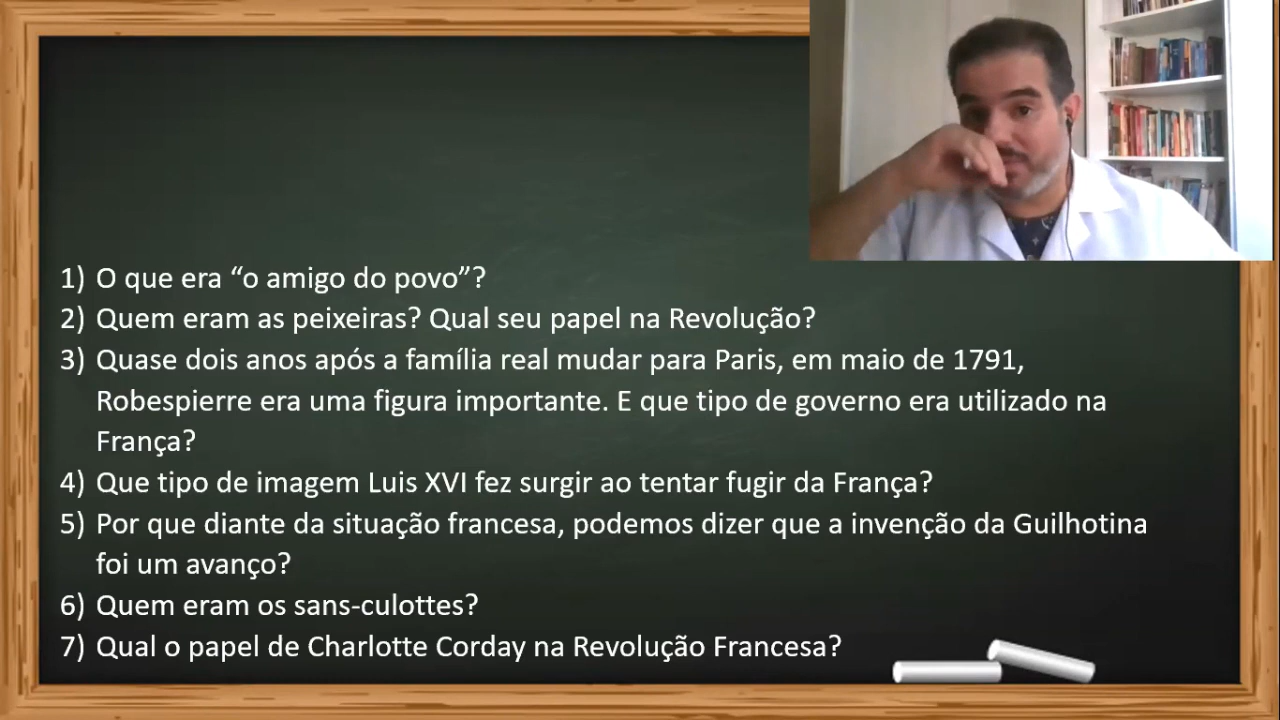 1) O que era “o amigo do povo”?
2) Quem eram as peixeiras? Qual seu papel na Revolução?
3) Quase dois anos após a família real mudar para Paris, em maio de 1791,
Robespierre era uma figura importante. E que tipo de governo era utilizado na
França?
4) Que tipo de imagem Luis XVI fez surgir ao tentar fugir da França?
5) Por que diante da situação francesa, podemos dizer que a invenção da Guilhotina
foi um avanço?
6) Quem eram os sans-culottes?
7) Qual o papel de Charlotte Corday na Revolução Francesa?